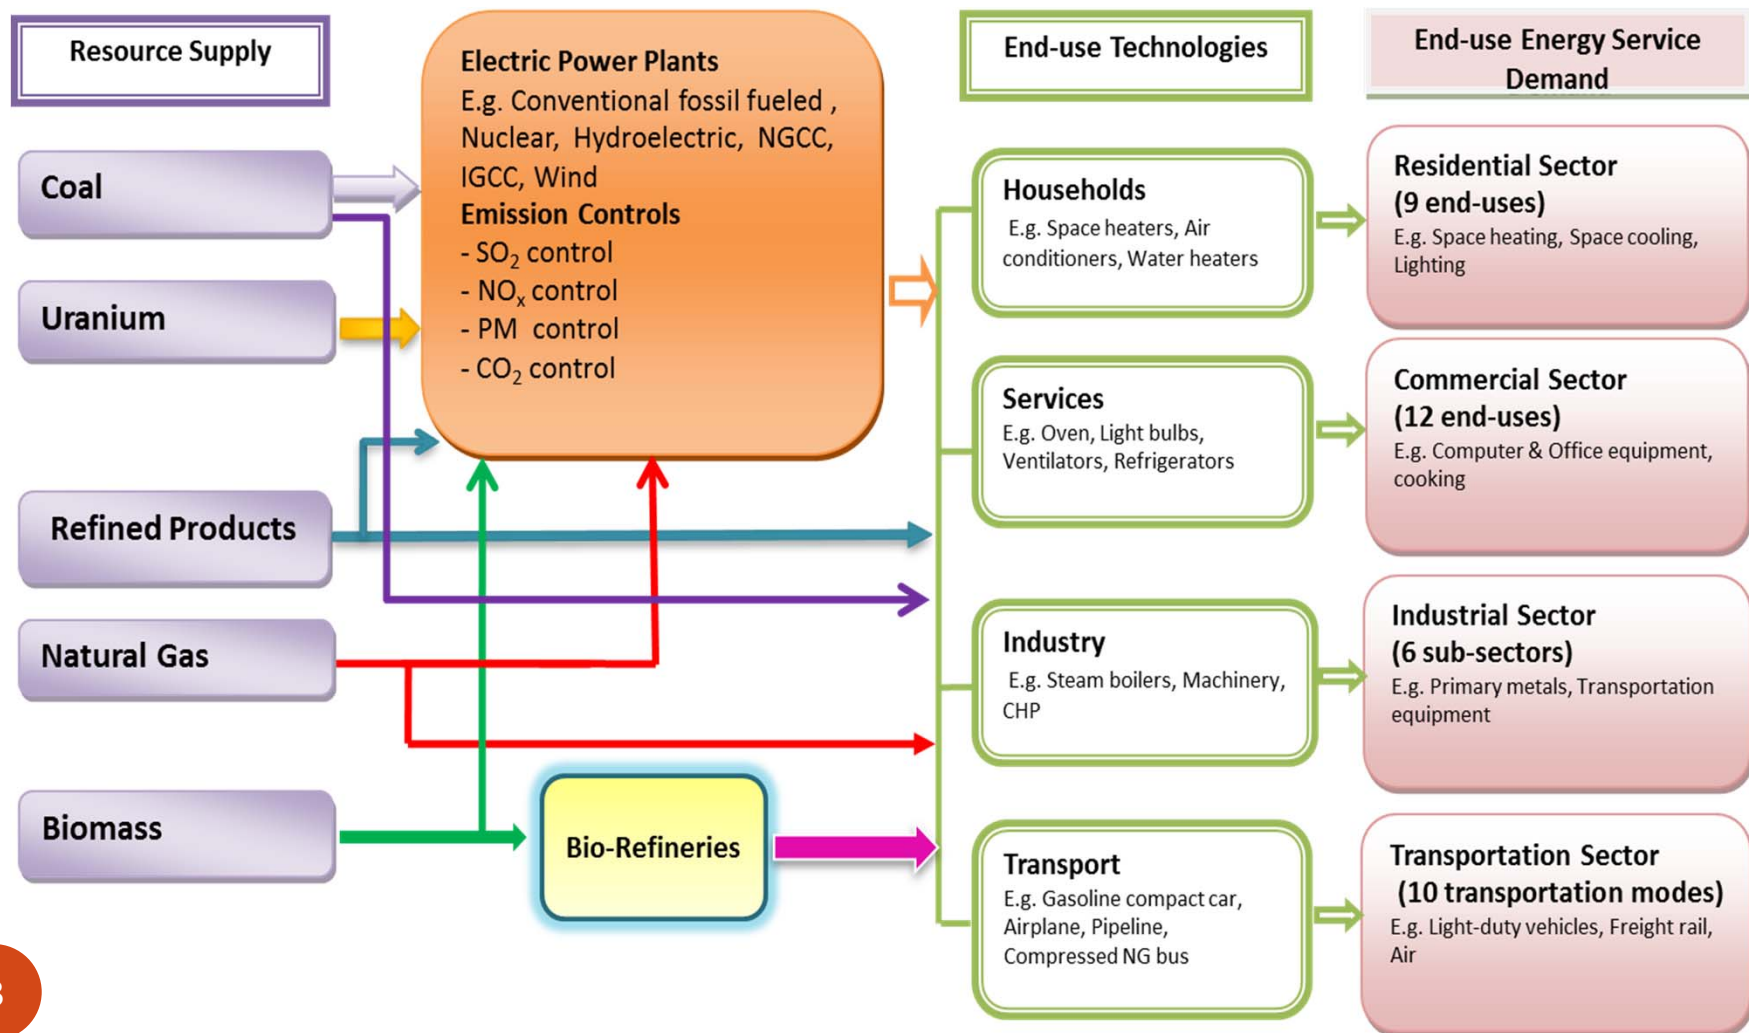 Resource Supply
Coal
Uranium
Refined Products
Natural Gas
Biomass
Electric Power Plants
E.g. Conventional fossil fueled ,
Nuclear, Hydroelectric, NGCC,
IGCC, Wind
Emission Controls
- SO₂ control
- NOₓ control
- PM control
- CO₂ control
Bio-Refineries
End-use Technologies
Households
E.g. Space heaters, Air
conditioners, Water heaters
Services
E.g. Oven, Light bulbs,
Ventilators, Refrigerators
Industry
E.g. Steam boilers, Machinery,
CHP
Transport
E.g. Gasoline compact car,
Airplane, Pipeline,
Compressed NG bus
End-use Energy Service
Demand
Residential Sector
(9 end-uses)
E.g. Space heating, Space cooling,
Lighting
Commercial Sector
(12 end-uses)
E.g. Computer & Office equipment,
cooking
Industrial Sector
(6 sub-sectors)
E.g. Primary metals, Transportation
equipment
Transportation Sector
(10 transportation modes)
E.g. Light-duty vehicles, Freight rail,
Air